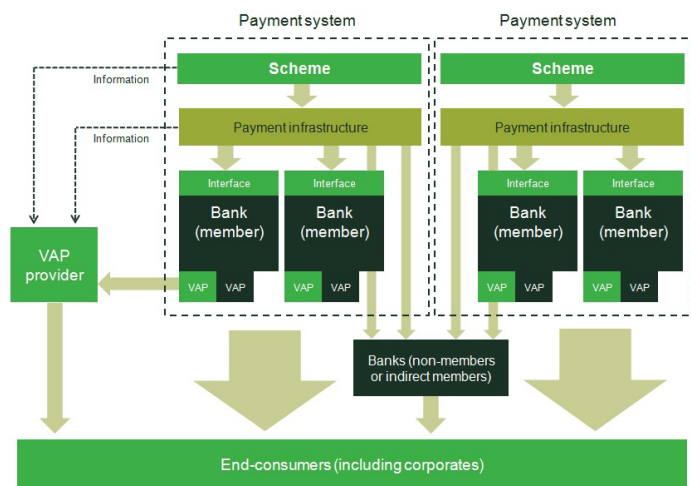 Payment system
Payment system
Scheme
Scheme
Information
Information
Payment infrastructure
Payment infrastructure
Interface
Interface
Interface
Interface
Bank
(member)
Bank
(member)
Bank
(member)
Bank
(member)
VAP
provider
VAP
VAP
VAP
VAP
VAP
VAP
VAP
VAP
Banks (non-members
or indirect members)
End-consumers (including corporates)